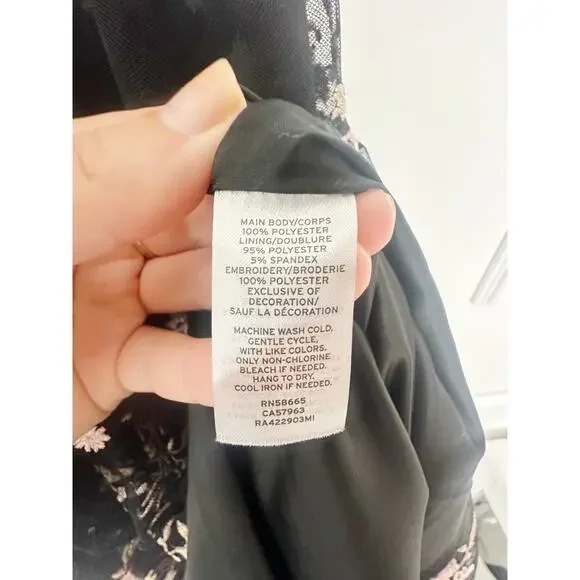 MAIN BODY/CORPS
100% POLYESTER
LINING/DOUBLURE
95% POLYESTER
5% SPANDEX
EMBROIDERY/BRODERIE
100% POLYESTER
EXCLUSIVE OF
DECORATION/
SAUF LA DÉCORATION
MACHINE WASH COLD,
GENTLE CYCLE,
WITH LIKE COLORS.
ONLY NON-CHLORINE
BLEACH IF NEEDED.
HANG TO DRY.
COOL IRON IF NEEDED.
RN58665
CA57963
RA422903MI